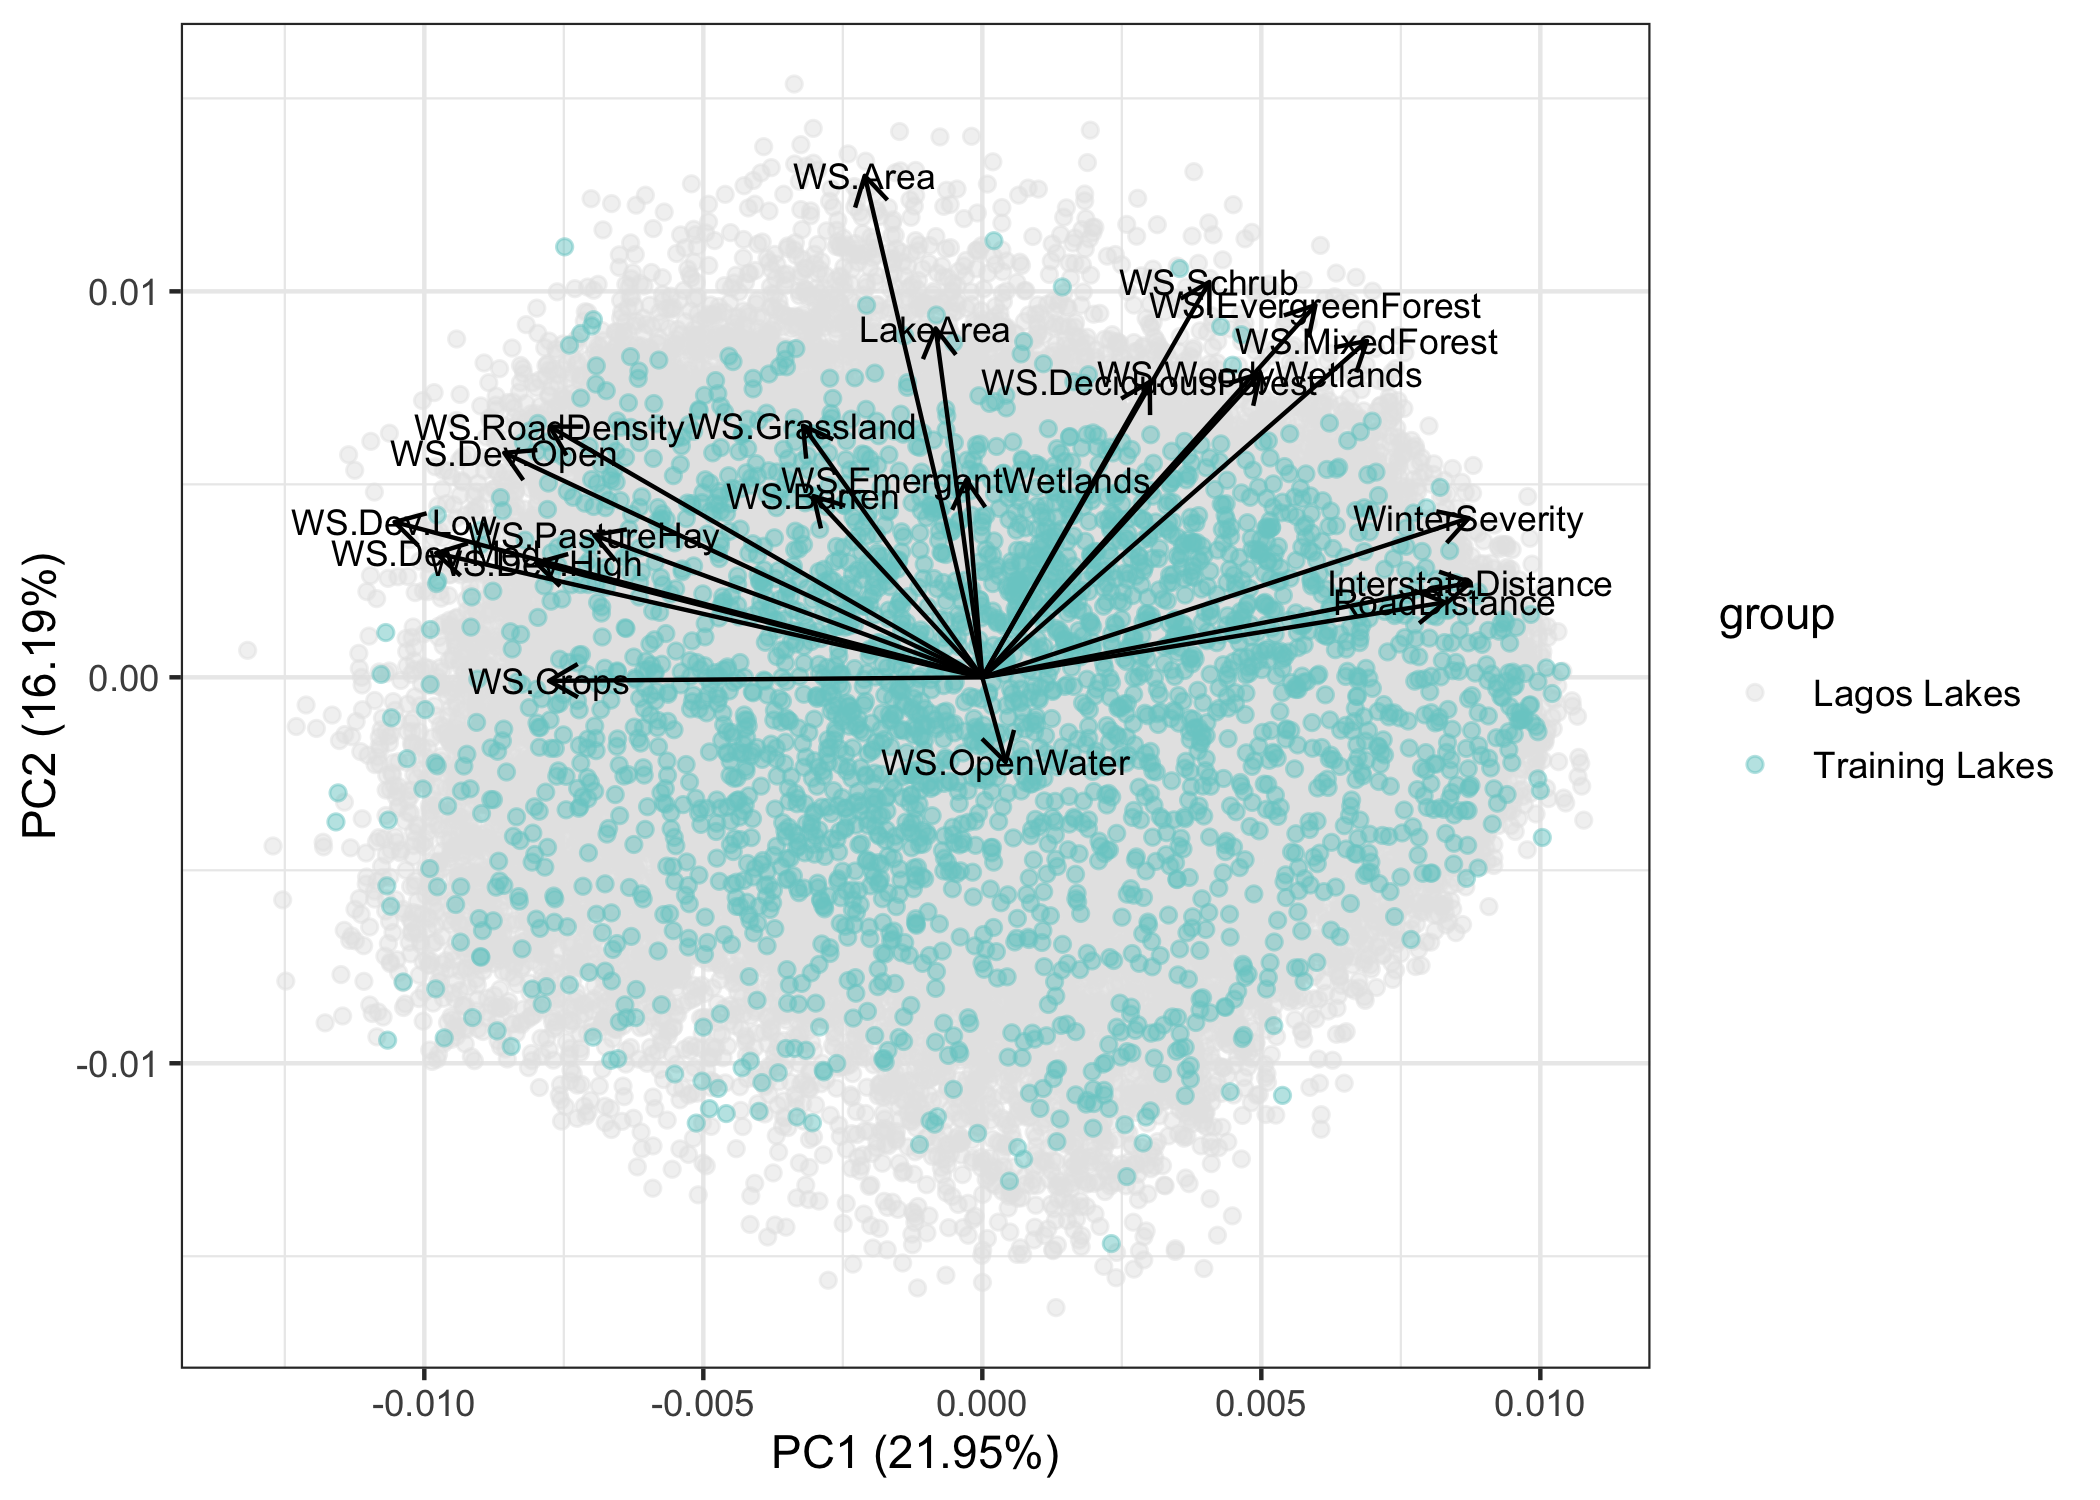 WS.Area
WS.Schrub
WS.EvergreenForest
LakeArea
WS.MixedForest
WS.WoodyWetlands
WS.DeciduousForest
WS.RoadDensity
WS.Grassland
WS.Dev.Open
WS.EmergentWetlands
WS.Barren
WS.Dev.Low
WinterSeverity
WS.PastureHay
WS.Dev.Med
WS.Dev.High
InterstateDistance
RoadDistance
WS.Crops
WS.OpenWater
0.01
0.00
-0.01
PC2 (16.19%)
-0.010
-0.005
0.000
0.005
0.010
PC1 (21.95%)
group
Lagos Lakes
Training Lakes